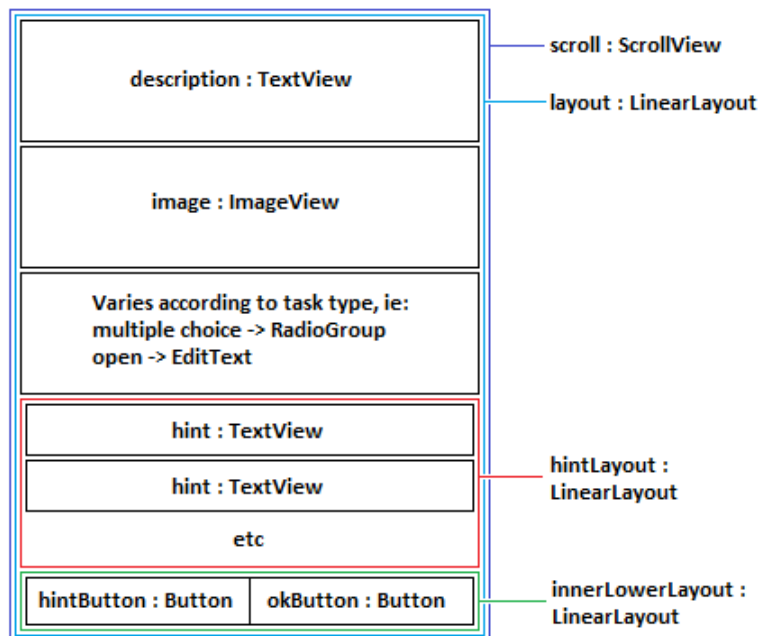 scroll : ScrollView
description : TextView
layout : LinearLayout
image : ImageView
Varies according to task type, ie:
multiple choice -> RadioGroup
open -> EditText
hint : TextView
hint : TextView
etc
hintLayout :
LinearLayout
hintButton : Button
okButton : Button
innerLowerLayout :
LinearLayout